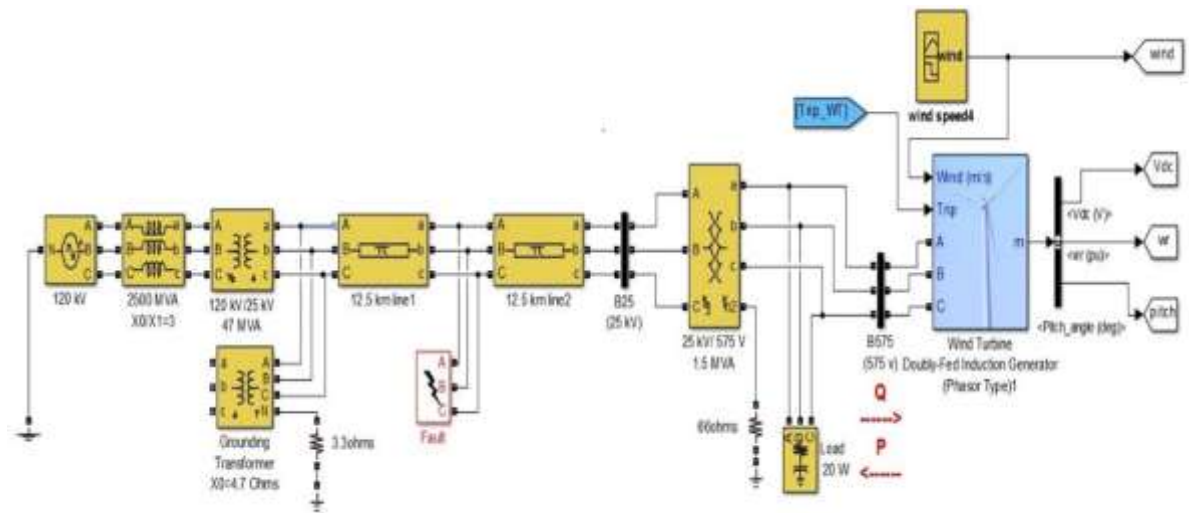 wind
wind
wind speed4
[Trip_WT]
Wind (m/s)
Trip
A
B
C
m
Vdc
<Vdc (V)>
wr
<wr (pu)>
pitch
<Pitch_angle (deg)>
Wind Turbine
Doubly-Fed Induction Generator
(Phasor Type)1
N
A
B
C
120 kV
A
B
C
a
b
c
2500 MVA
X0/X1=3
A
B
C
a
b
c
120 kV/25 kV
47 MVA
A
B
C
a
b
c
12.5 km line1
A
B
C
a
b
c
12.5 km line2
B25
(25 kV)
A
B
C
a
b
c
n2
25 kV/ 575 V
1.5 MVA
B575
(575 v)
a
b
c
A
B
C
N
Grounding
Transformer
X0=4.7 Ohms
3.3ohms
A
B
C
Fault
66ohms
A
B
C
Load
20 W
Q
------>
P
<------